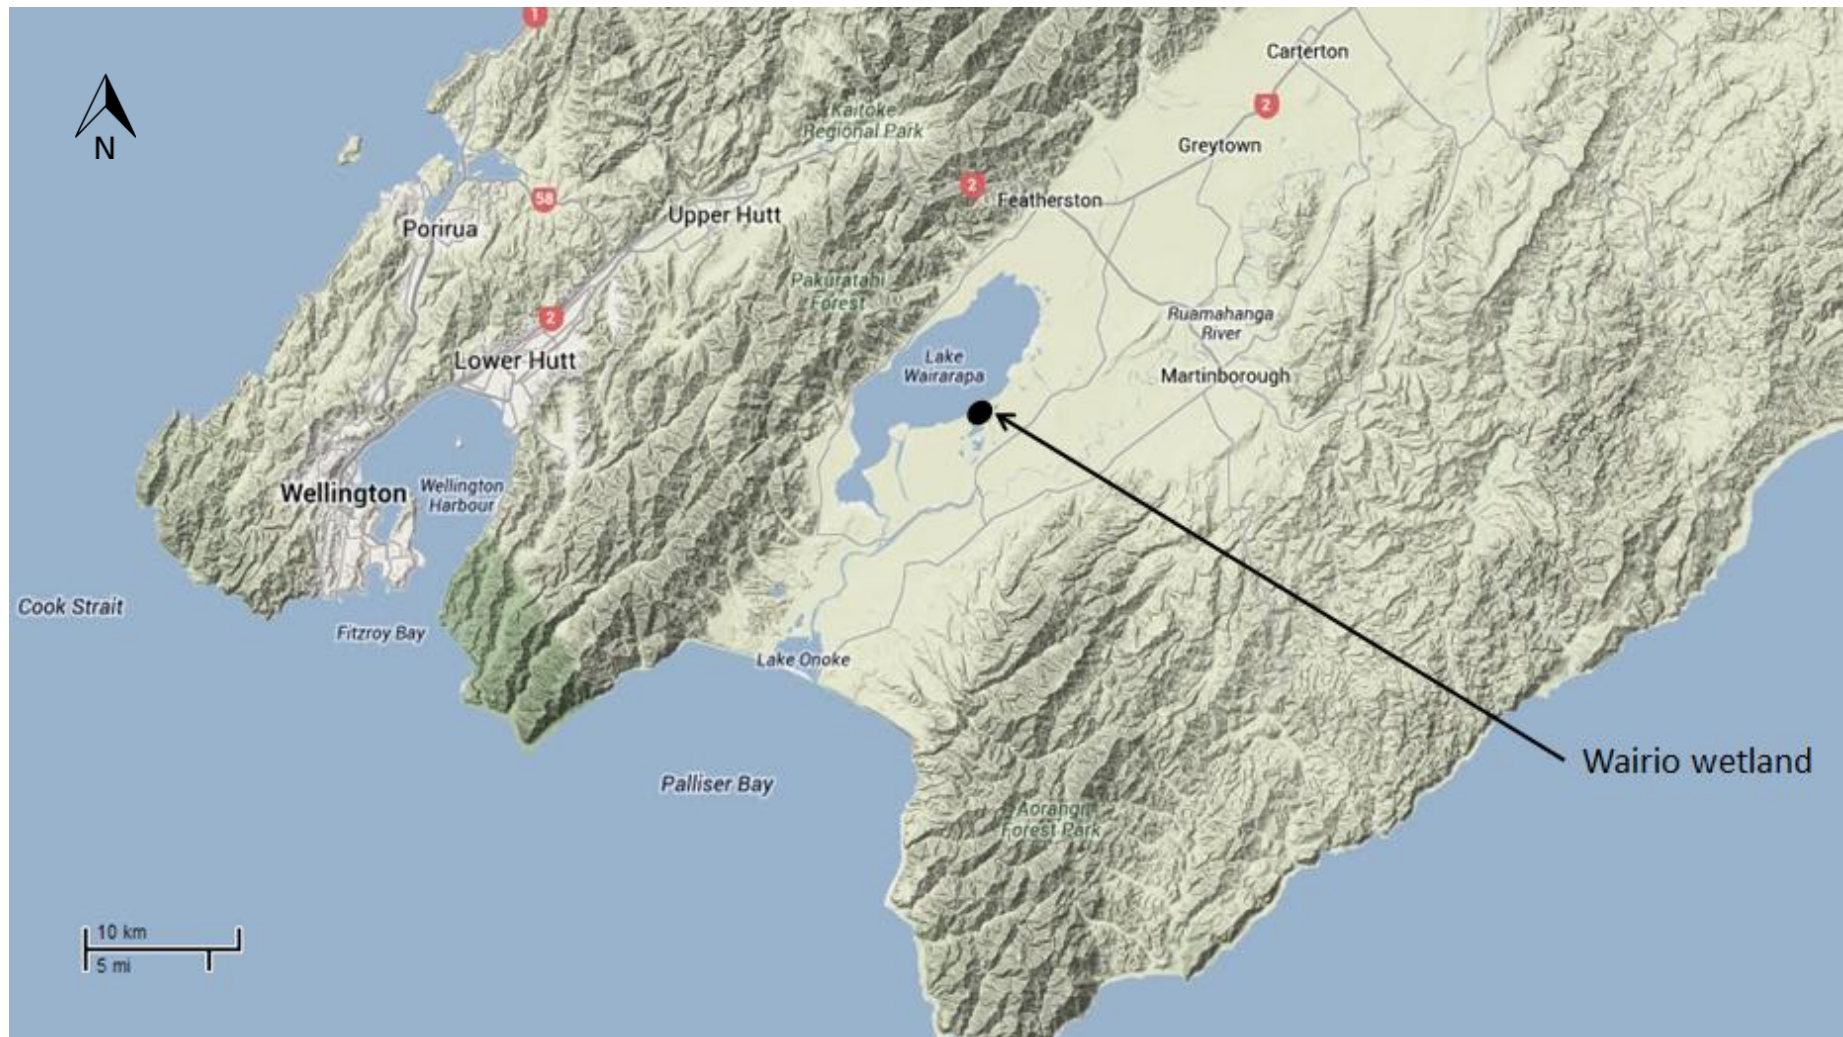 1
Carterton
2
N
Kaitoke
Regional Park
Greytown
2
58
Featherston
Upper Hutt
Porirua
Pakuratahi
Forest
2
Ruamahanga
River
Lower Hutt
Lake
Wairarapa
Martinborough
Wellington
Wellington
Harbour
Cook Strait
Fitzroy Bay
Lake Onoke
Wairio wetland
Palliser Bay
Aorangi
Forest Park
10 km
5 mi